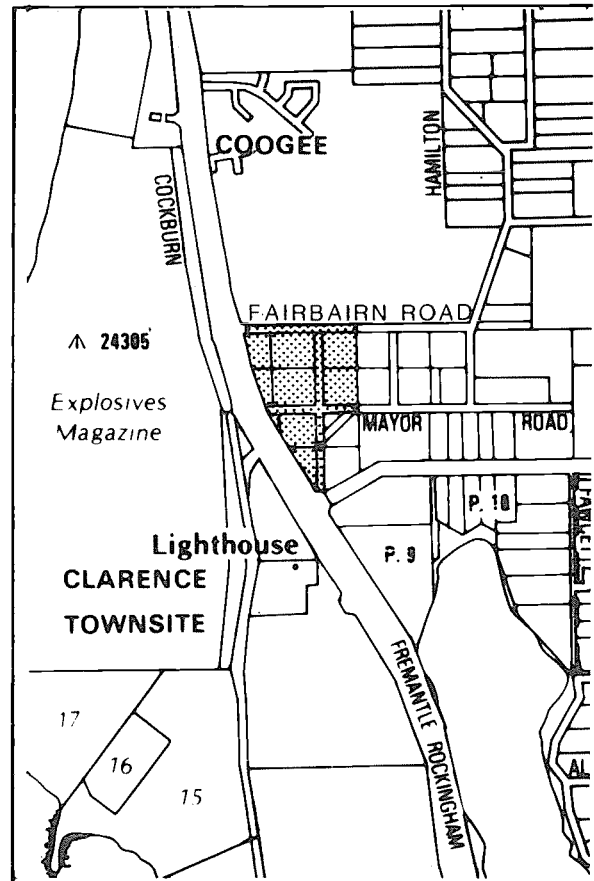 COOGEE
HAMILTON
COCKBURN
FAIRBAIRN ROAD
24305
Explosives
Magazine
MAYOR ROAD
P. 10
Lighthouse
P. 9
CLARENCE
TOWNSITE
FREMANTLE ROCKINGHAM
17
16
15
AL